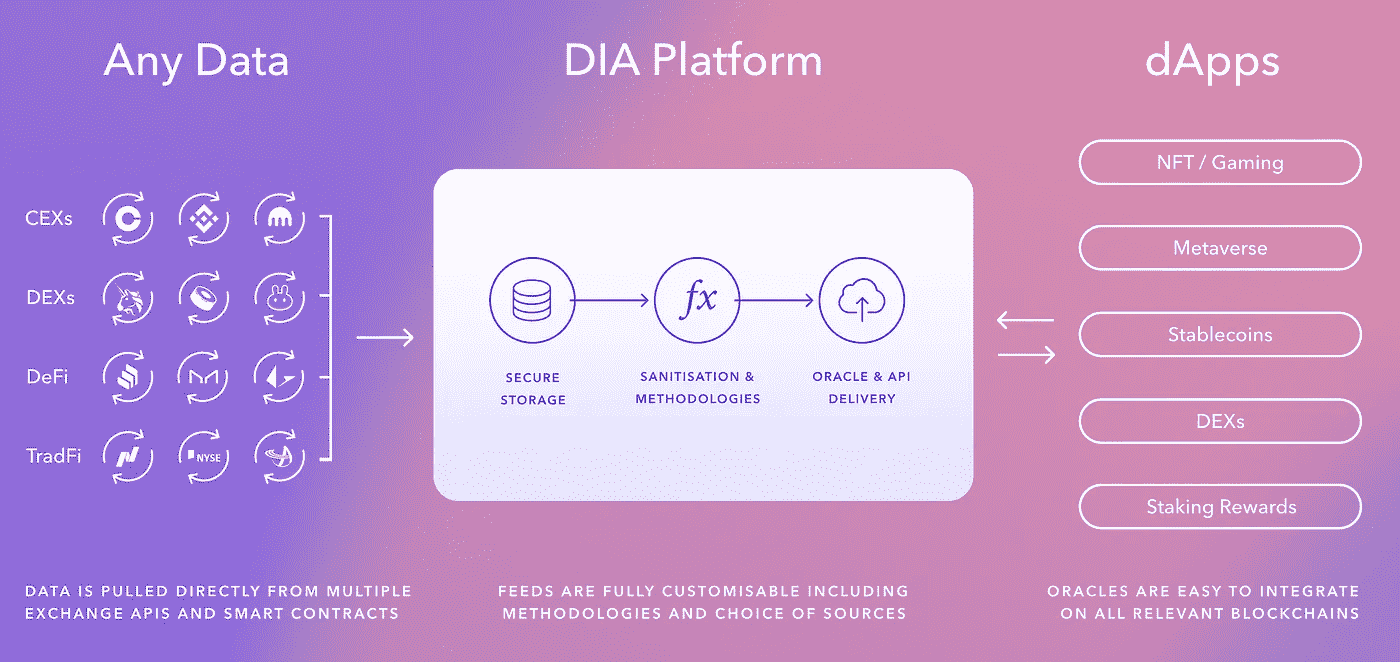 Any Data
DIA Platform
dApps
CEXs
DEXs
DeFi
TradFi
NYSE
fx
SECURE
STORAGE
SANITISATION &
METHODOLOGIES
ORACLE & API
DELIVERY
NFT / Gaming
Metaverse
Stablecoins
DEXs
Staking Rewards
DATA IS PULLED DIRECTLY FROM MULTIPLE
EXCHANGE APIS AND SMART CONTRACTS
FEEDS ARE FULLY CUSTOMISABLE INCLUDING
METHODOLOGIES AND CHOICE OF SOURCES
ORACLES ARE EASY TO INTEGRATE
ON ALL RELEVANT BLOCKCHAINS